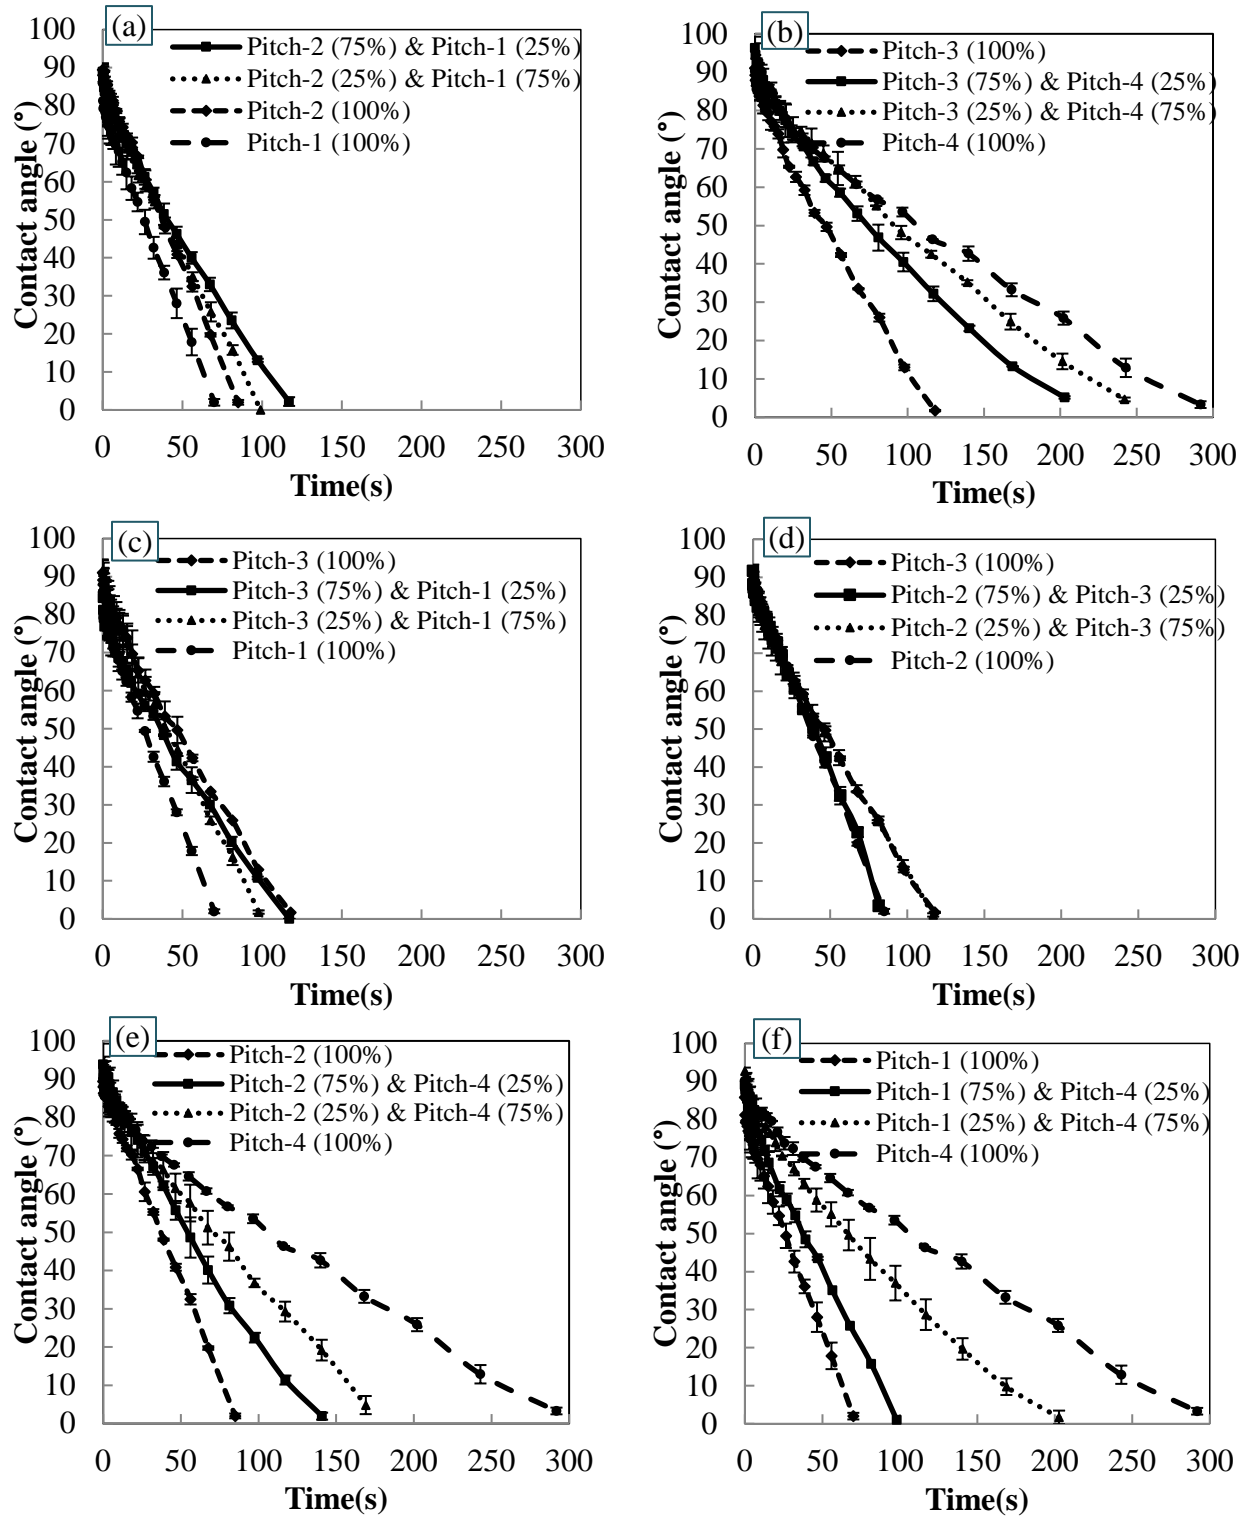 (a)
Pitch-2 (75%) & Pitch-1 (25%)
Pitch-2 (25%) & Pitch-1 (75%)
Pitch-2 (100%)
Pitch-1 (100%)
Contact angle (°)
100
90
80
70
60
50
40
30
20
10
0
0 50 100 150 200 250 300
Time(s)
(b)
Pitch-3 (100%)
Pitch-3 (75%) & Pitch-4 (25%)
Pitch-3 (25%) & Pitch-4 (75%)
Pitch-4 (100%)
Contact angle (°)
100
90
80
70
60
50
40
30
20
10
0
0 50 100 150 200 250 300
Time(s)
(c)
Pitch-3 (100%)
Pitch-3 (75%) & Pitch-1 (25%)
Pitch-3 (25%) & Pitch-1 (75%)
Pitch-1 (100%)
Contact angle (°)
100
90
80
70
60
50
40
30
20
10
0
0 50 100 150 200 250 300
Time(s)
(d)
Pitch-3 (100%)
Pitch-2 (75%) & Pitch-3 (25%)
Pitch-2 (25%) & Pitch-3 (75%)
Pitch-2 (100%)
Contact angle (°)
100
90
80
70
60
50
40
30
20
10
0
0 50 100 150 200 250 300
Time(s)
(e)
Pitch-2 (100%)
Pitch-2 (75%) & Pitch-4 (25%)
Pitch-2 (25%) & Pitch-4 (75%)
Pitch-4 (100%)
Contact angle (°)
100
90
80
70
60
50
40
30
20
10
0
0 50 100 150 200 250 300
Time(s)
(f)
Pitch-1 (100%)
Pitch-1 (75%) & Pitch-4 (25%)
Pitch-1 (25%) & Pitch-4 (75%)
Pitch-4 (100%)
Contact angle (°)
100
90
80
70
60
50
40
30
20
10
0
0 50 100 150 200 250 300
Time(s)